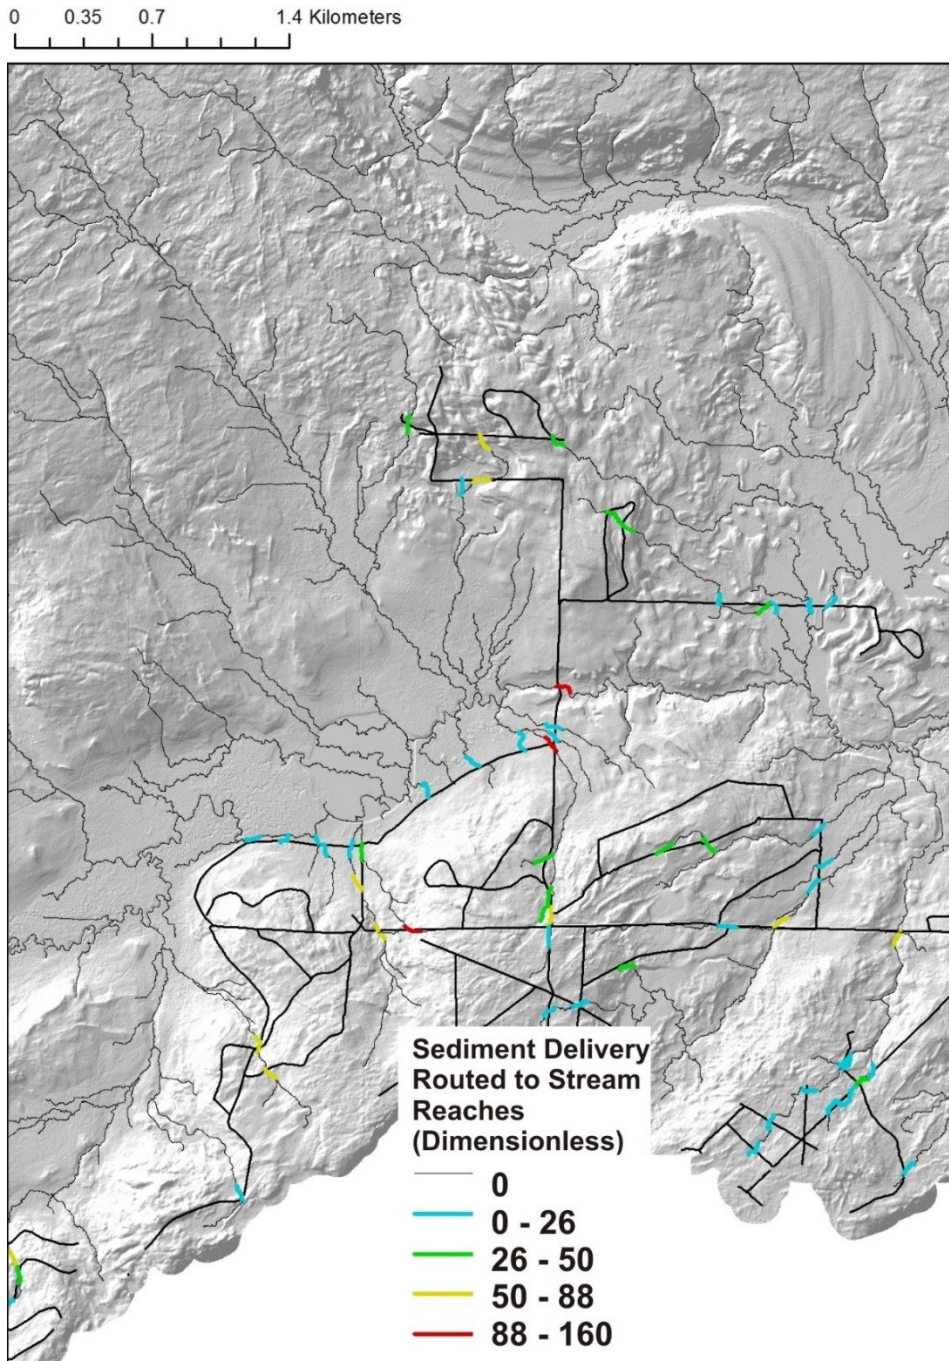 0 0.35 0.7 1.4 Kilometers
Sediment Delivery
Routed to Stream
Reaches
(Dimensionless)
0
0 - 26
26 - 50
50 - 88
88 - 160